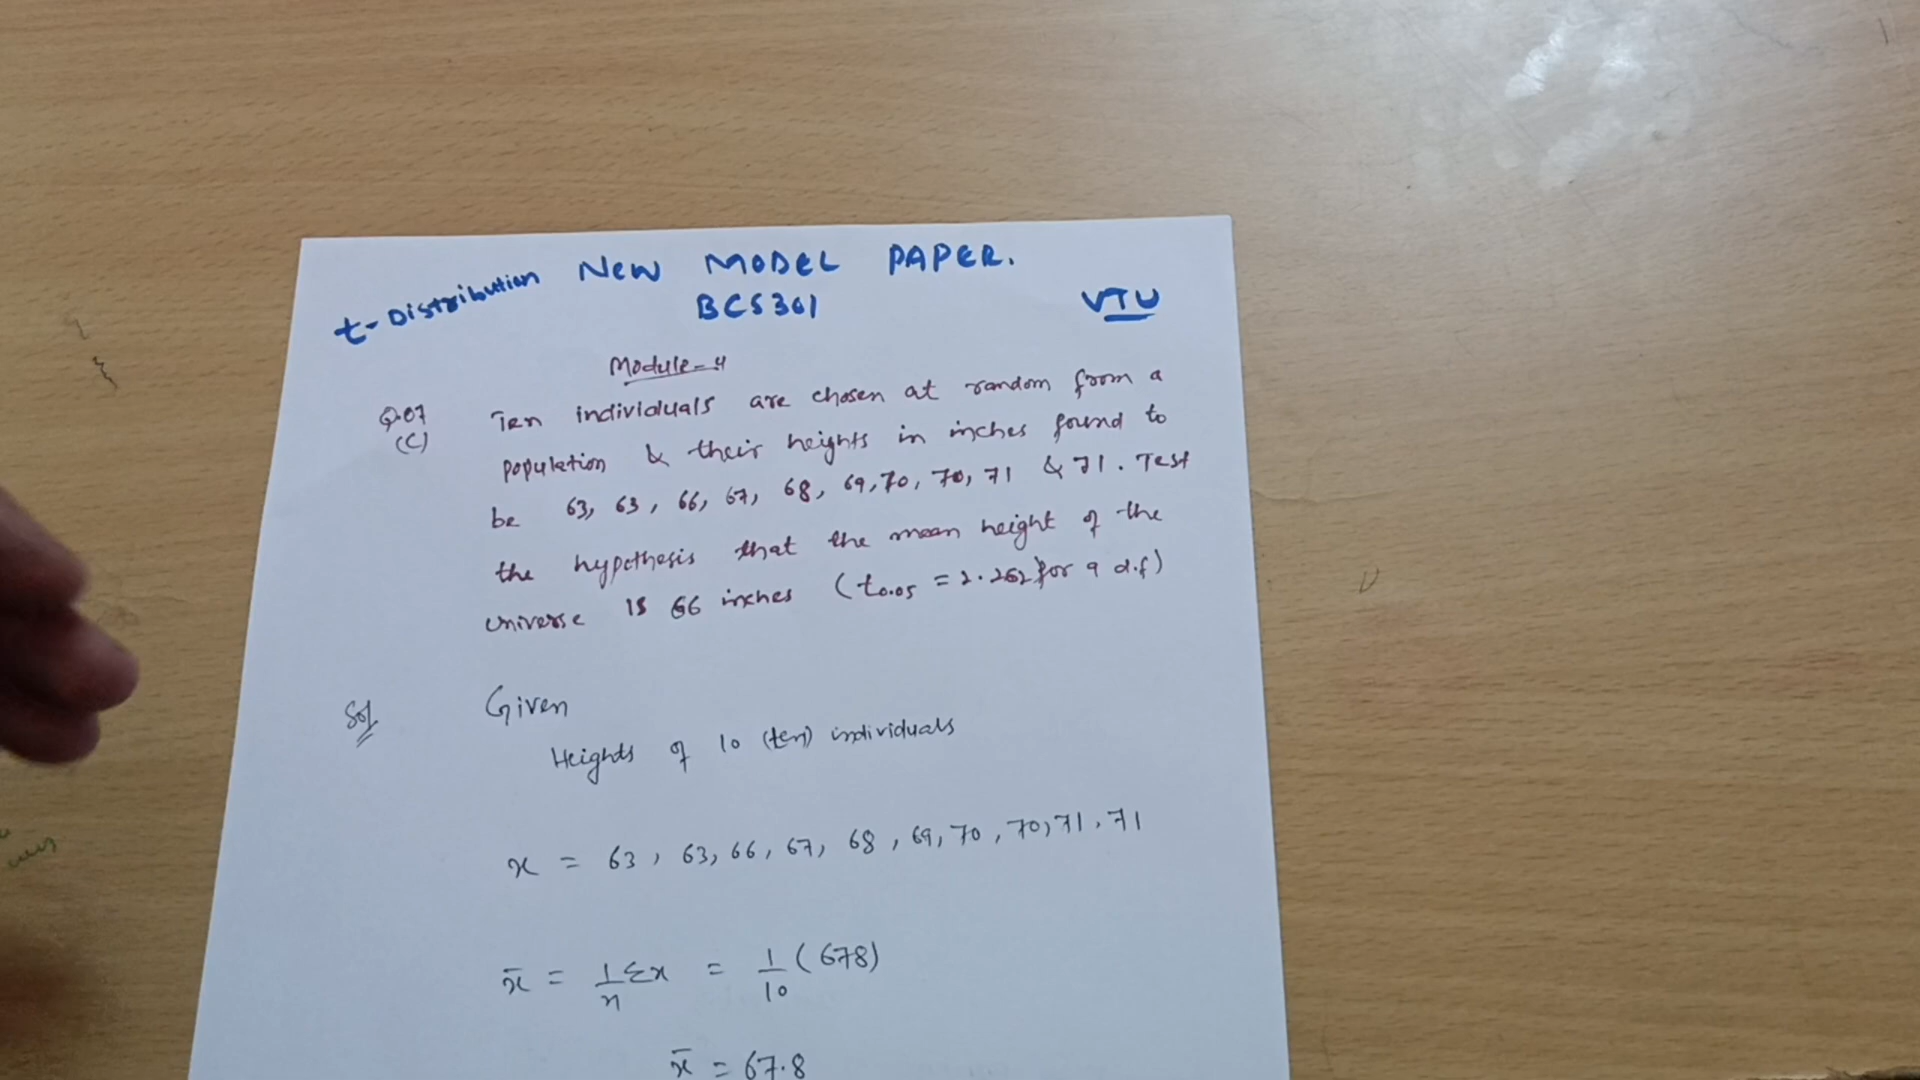 t-Distribution NEW MODEL PAPER.
BCS301 VTU
Module-4
Q.07 Ten individuals are chosen at random from a
(C) population & their heights in inches found to
be 63, 63, 66, 67, 68, 69, 70, 70, 71 & 71. Test
the hypothesis that the mean height of the
universe is 66 inches (t0.05 = 2.262 for 9 d.f)
Sol Given
Heights of 10 (ten) individuals
x = 63, 63, 66, 67, 68, 69, 70, 70, 71, 71
x̄ = 1/n Σx = 1/10 (678)
x̄ = 67.8